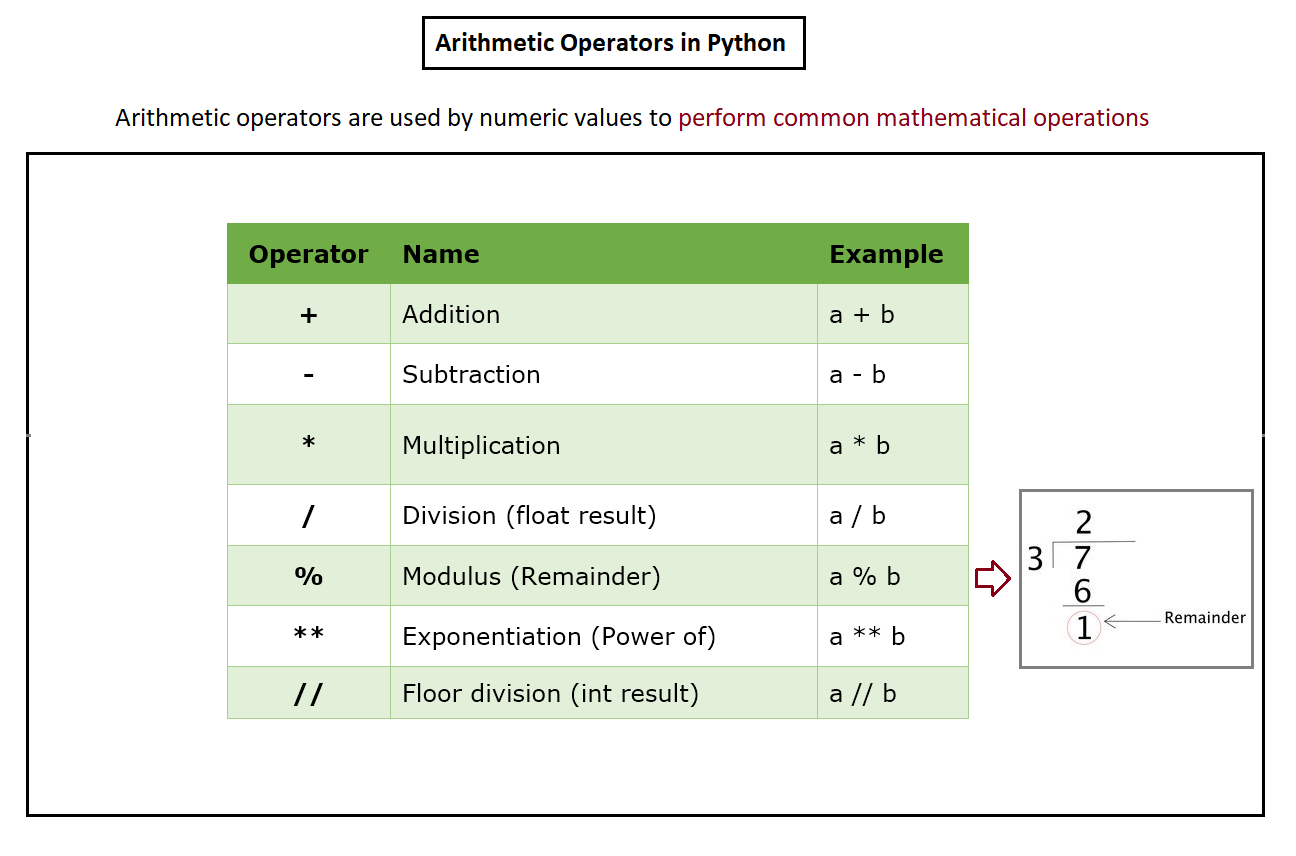 Arithmetic Operators in Python
Arithmetic operators are used by numeric values to perform common mathematical operations
Operator Name Example
+ Addition a + b
- Subtraction a - b
* Multiplication a * b
/ Division (float result) a / b
% Modulus (Remainder) a % b
** Exponentiation (Power of) a ** b
// Floor division (int result) a // b
2
3 7
6
1 Remainder